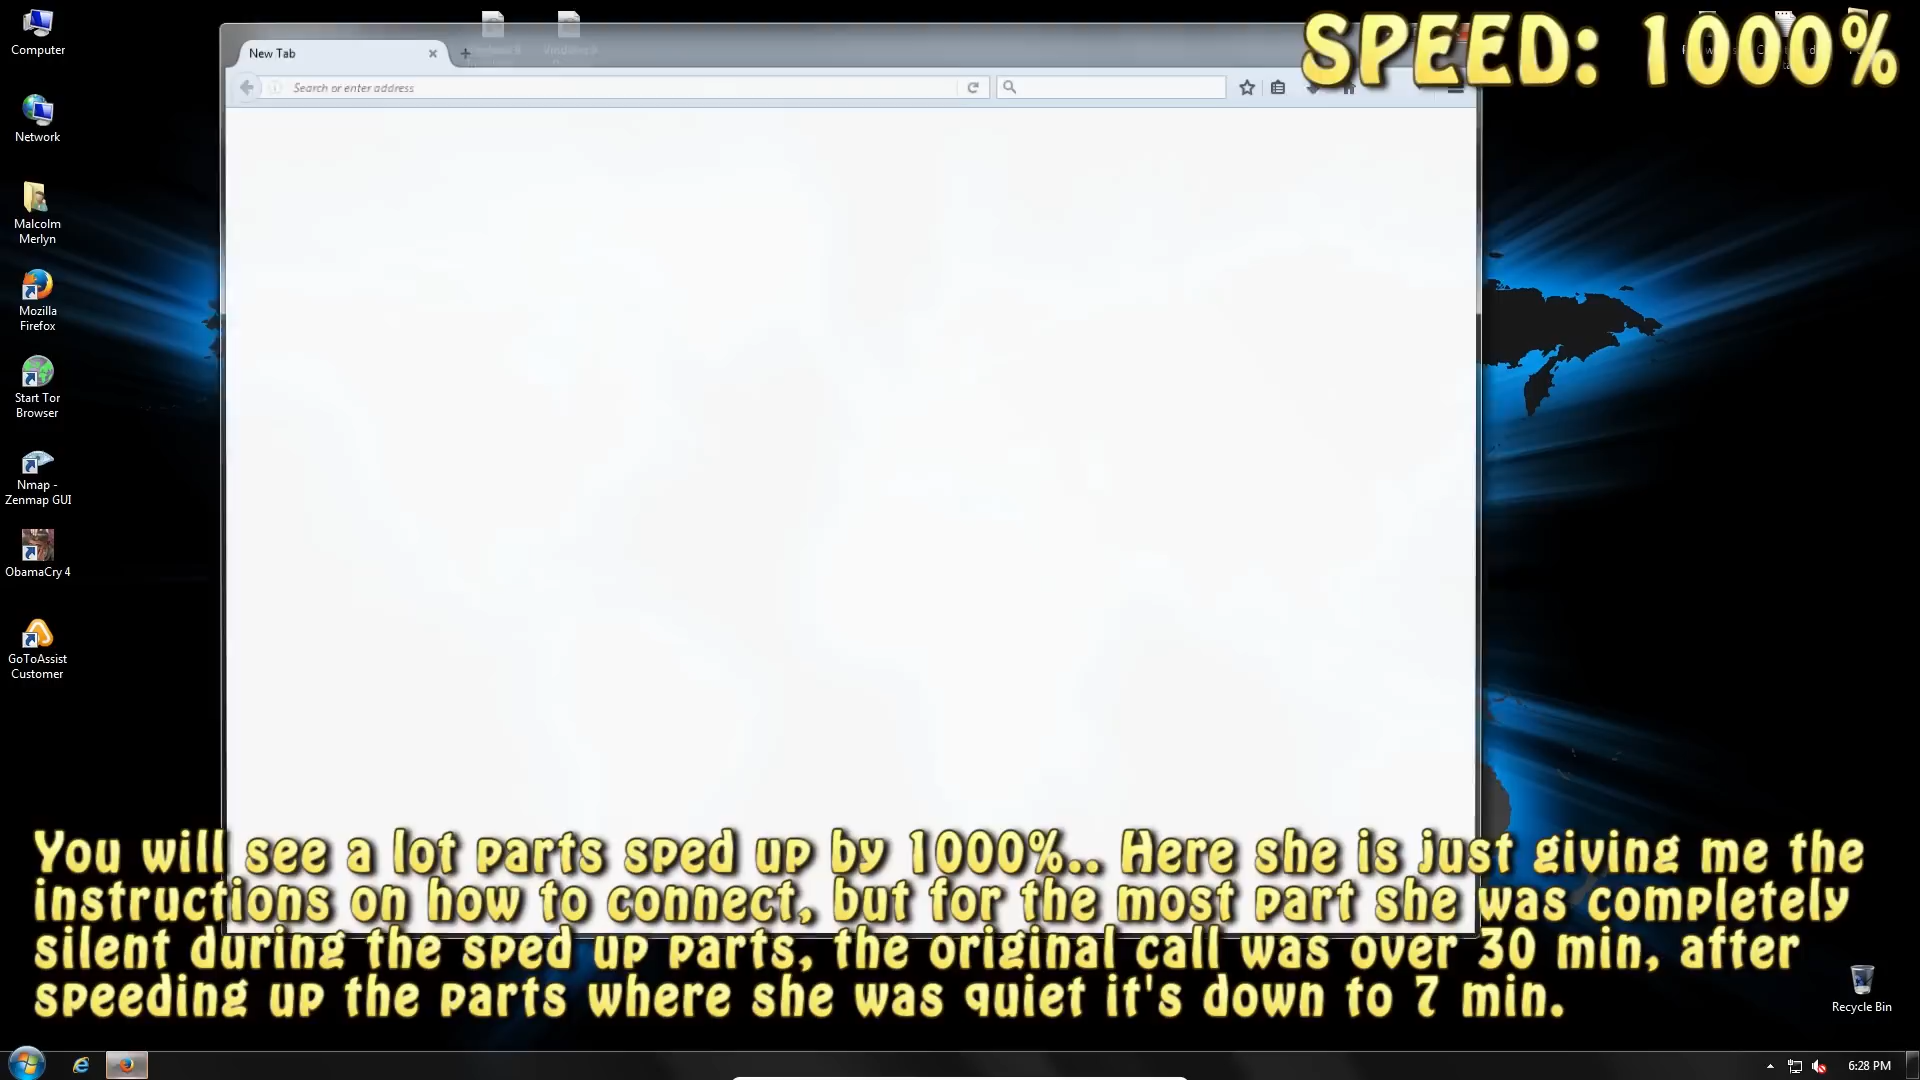 SPEED: 1000%
Computer
New Tab
Search or enter address
Network
Malcolm
Merlyn
Mozilla
Firefox
Start Tor
Browser
Nmap -
Zenmap GUI
ObamaCry 4
GoToAssist
Customer
You will see a lot parts sped up by 1000%.. Here she is just giving me the
instructions on how to connect, but for the most part she was completely
silent during the sped up parts, the original call was over 30 min, after
speeding up the parts where she was quiet it's down to 7 min.
Recycle Bin
6:28 PM